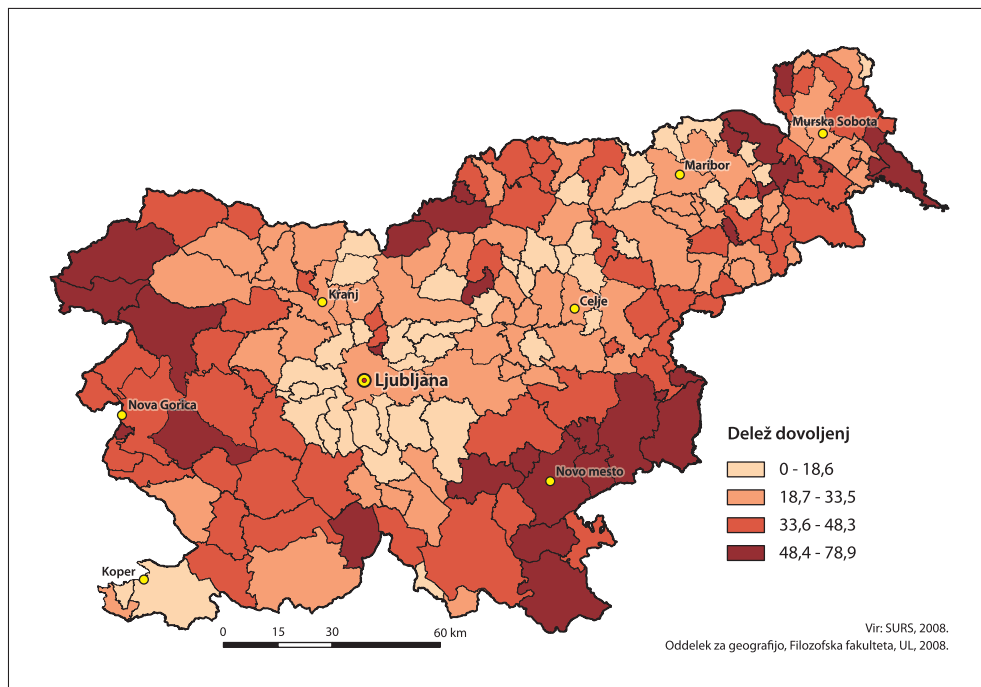 Murska Sobota
Maribor
Kranj
Celje
Ljubljana
Nova Gorica
Novo mesto
Koper
Delež dovoljenj
0 - 18,6
18,7 - 33,5
33,6 - 48,3
48,4 - 78,9
0 15 30 60 km
Vir: SURS, 2008.
Oddelek za geografijo, Filozofska fakulteta, UL, 2008.